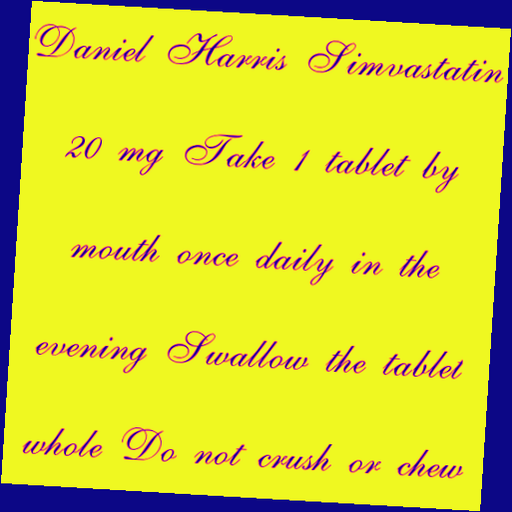 Daniel Harris Simvastatin
20 mg Take 1 tablet by
mouth once daily in the
evening Swallow the tablet
whole Do not crush or chew